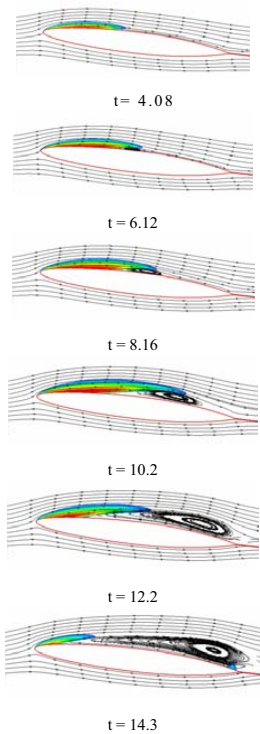 t= 4.08
t = 6.12
t = 8.16
t = 10.2
t = 12.2
t = 14.3